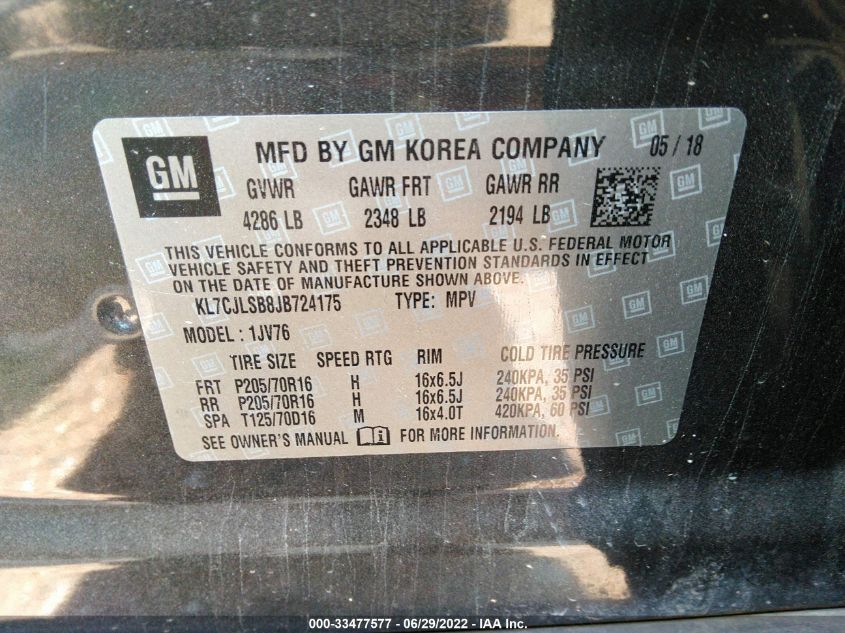 GM MFD BY GM KOREA COMPANY 05 / 18
GVWR GAWR FRT GAWR RR
4286 LB 2348 LB 2194 LB
THIS VEHICLE CONFORMS TO ALL APPLICABLE U.S. FEDERAL MOTOR
VEHICLE SAFETY AND THEFT PREVENTION STANDARDS IN EFFECT
ON THE DATE OF MANUFACTURE SHOWN ABOVE.
KL7CJLSB8JB724175 TYPE: MPV
MODEL : 1JV76
TIRE SIZE SPEED RTG RIM COLD TIRE PRESSURE
FRT P205/70R16 H 16x6.5J 240KPA, 35 PSI
RR P205/70R16 H 16x6.5J 240KPA, 35 PSI
SPA T125/70D16 M 16x4.0T 420KPA, 60 PSI
SEE OWNER'S MANUAL FOR MORE INFORMATION.
000-33477577 - 06/29/2022 - IAA Inc.